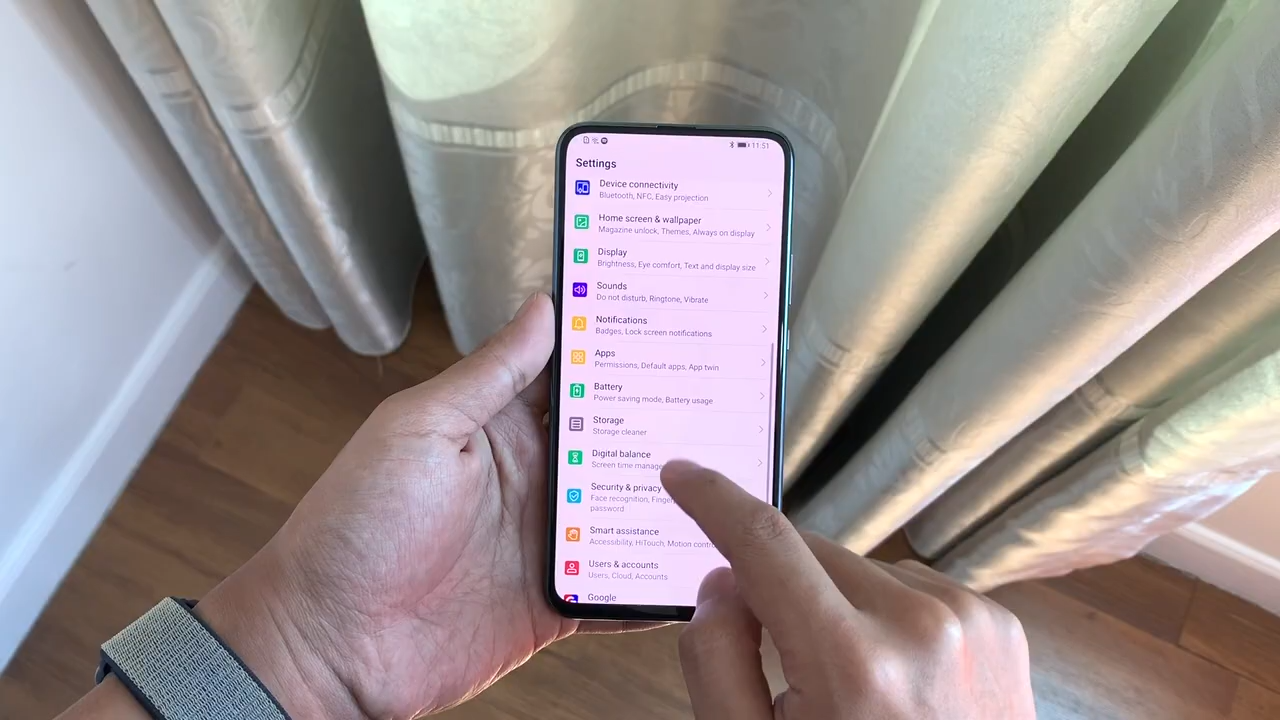 11:51
Settings
Device connectivity
Bluetooth, NFC, Easy projection
Home screen & wallpaper
Magazine unlock, Themes, Always on display
Display
Brightness, Eye comfort, Text and display size
Sounds
Do not disturb, Ringtone, Vibrate
Notifications
Badges, Lock screen notifications
Apps
Permissions, Default apps, App twin
Battery
Power saving mode, Battery usage
Storage
Storage cleaner
Digital balance
Screen time
Security & privacy
Face recognition,
password
Smart assistance
Accessibility, HiTouch, Motion
Users & accounts
Users, Cloud, Accounts
Google